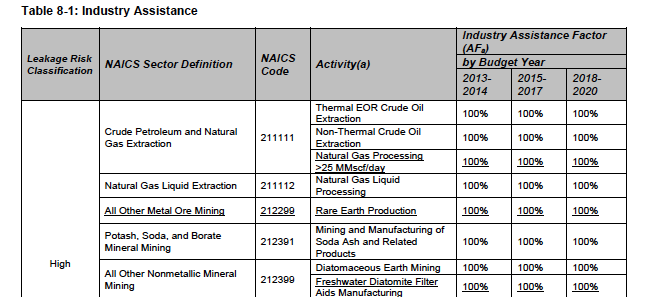 Table 8-1: Industry Assistance
Leakage Risk Classification
NAICS Sector Definition
NAICS Code
Activity(a)
Industry Assistance Factor (AFa)
by Budget Year
2013-2014
2015-2017
2018-2020
High
Crude Petroleum and Natural Gas Extraction
211111
Thermal EOR Crude Oil Extraction
100% 100% 100%
Non-Thermal Crude Oil Extraction
100% 100% 100%
Natural Gas Processing >25 MMscf/day
100% 100% 100%
Natural Gas Liquid Extraction
211112
Natural Gas Liquid Processing
100% 100% 100%
All Other Metal Ore Mining
212299
Rare Earth Production
100% 100% 100%
Potash, Soda, and Borate Mineral Mining
212391
Mining and Manufacturing of Soda Ash and Related Products
100% 100% 100%
All Other Nonmetallic Mineral Mining
212399
Diatomaceous Earth Mining
100% 100% 100%
Freshwater Diatomite Filter Aids Manufacturing
100% 100% 100%